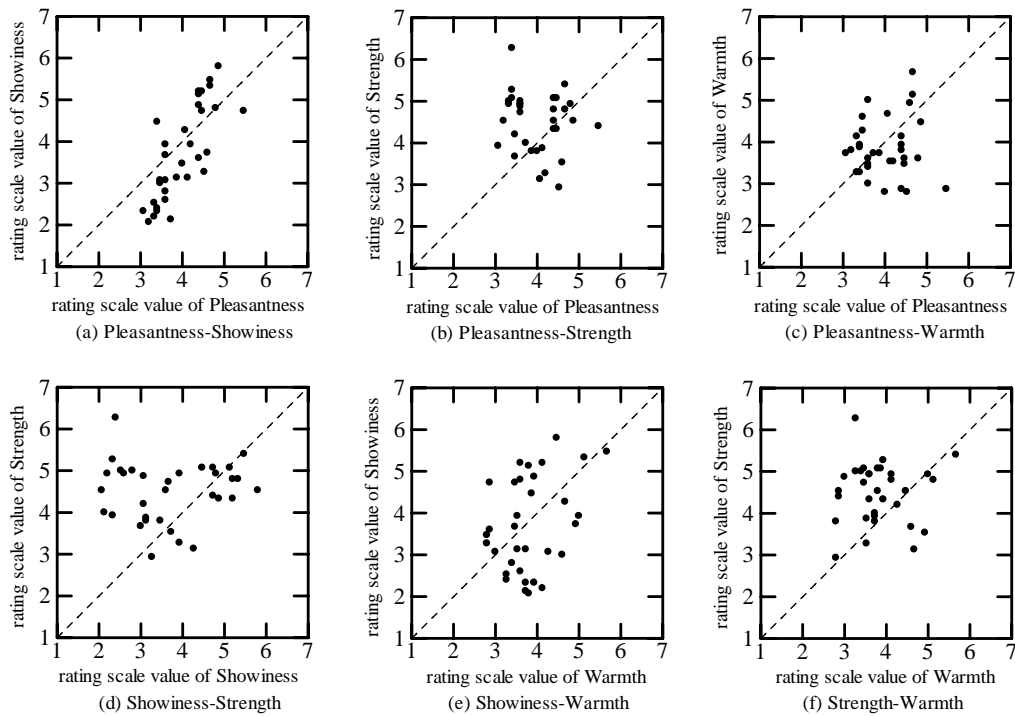 rating scale value of Showiness
7
6
5
4
3
2
1
1 2 3 4 5 6 7
rating scale value of Pleasantness
(a) Pleasantness-Showiness
rating scale value of Strength
7
6
5
4
3
2
1
1 2 3 4 5 6 7
rating scale value of Pleasantness
(b) Pleasantness-Strength
rating scale value of Warmth
7
6
5
4
3
2
1
1 2 3 4 5 6 7
rating scale value of Pleasantness
(c) Pleasantness-Warmth
rating scale value of Strength
7
6
5
4
3
2
1
1 2 3 4 5 6 7
rating scale value of Showiness
(d) Showiness-Strength
rating scale value of Showiness
7
6
5
4
3
2
1
1 2 3 4 5 6 7
rating scale value of Warmth
(e) Showiness-Warmth
rating scale value of Strength
7
6
5
4
3
2
1
1 2 3 4 5 6 7
rating scale value of Warmth
(f) Strength-Warmth